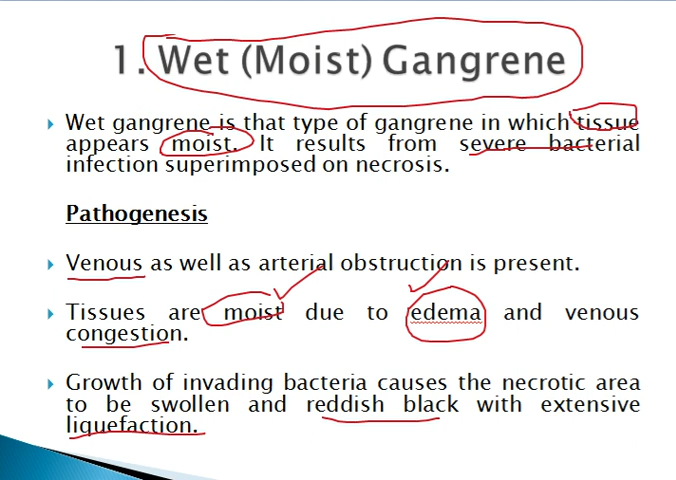 1. Wet (Moist) Gangrene
Wet gangrene is that type of gangrene in which tissue
appears moist. It results from severe bacterial
infection superimposed on necrosis.
Pathogenesis
Venous as well as arterial obstruction is present.
Tissues are moist due to edema and venous
congestion.
Growth of invading bacteria causes the necrotic area
to be swollen and reddish black with extensive
liquefaction.